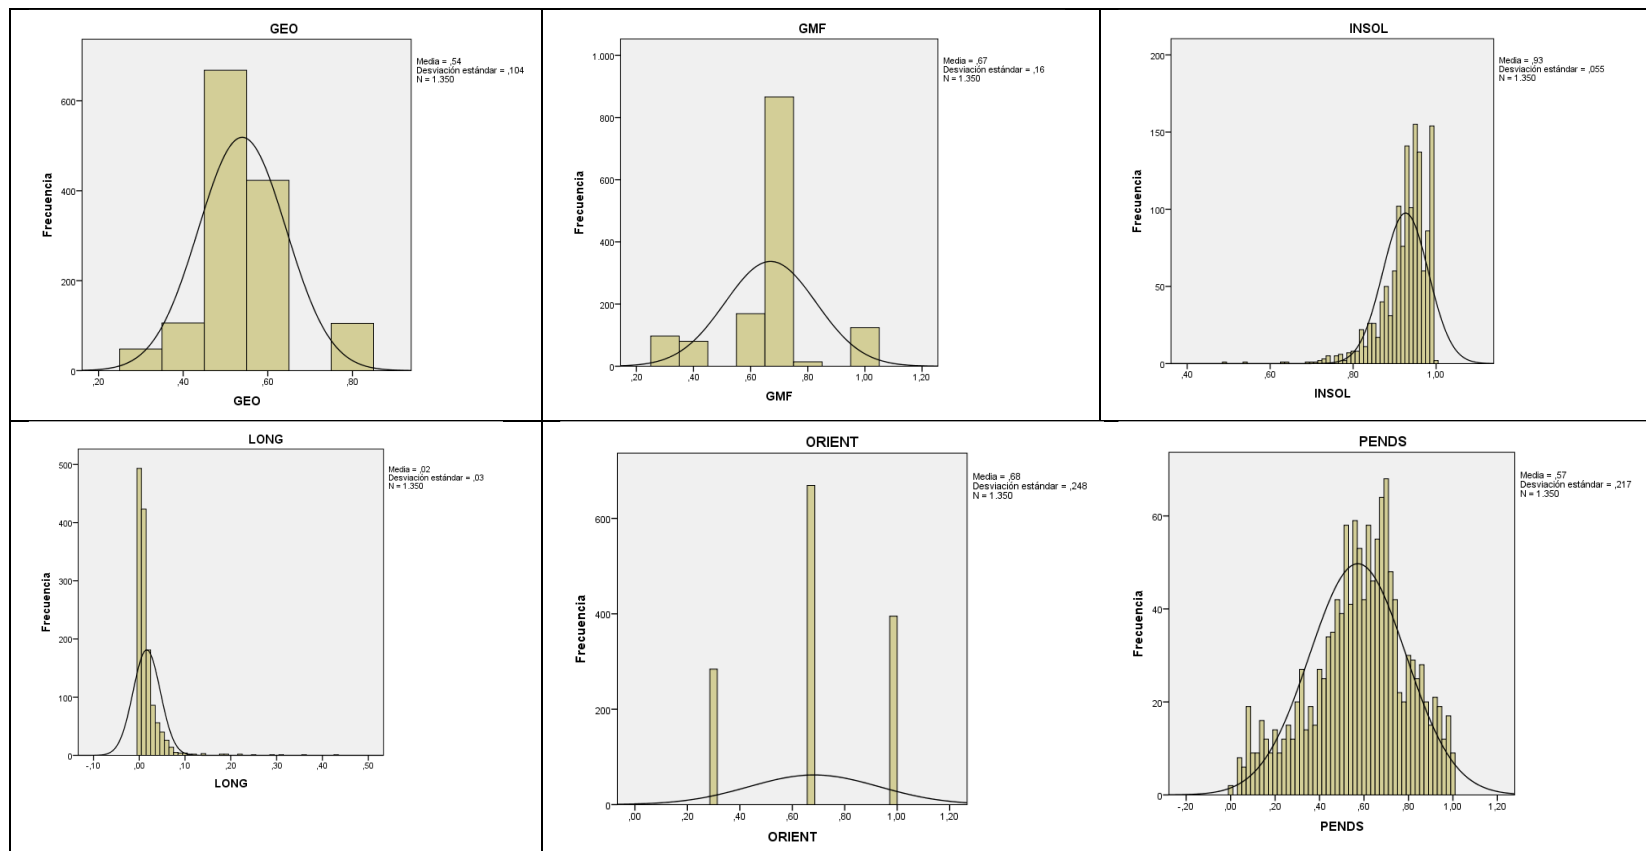 GEO
Media = ,54
Desviación estándar = ,104
N = 1.350
Frecuencia
600
400
200
0
,20 ,40 ,60 ,80
GEO
GMF
Media = ,67
Desviación estándar = ,16
N = 1.350
Frecuencia
1.000
800
600
400
200
0
,20 ,40 ,60 ,80 1,00 1,20
GMF
INSOL
Media = ,93
Desviación estándar = ,055
N = 1.350
Frecuencia
200
150
100
50
0
,40 ,60 ,80 1,00
INSOL
LONG
Media = ,02
Desviación estándar = ,03
N = 1.350
Frecuencia
500
400
300
200
100
0
-,10 ,00 ,10 ,20 ,30 ,40 ,50
LONG
ORIENT
Media = ,68
Desviación estándar = ,248
N = 1.350
Frecuencia
600
400
200
0
,00 ,20 ,40 ,60 ,80 1,00 1,20
ORIENT
PENDS
Media = ,57
Desviación estándar = ,217
N = 1.350
Frecuencia
60
40
20
0
-,20 ,00 ,20 ,40 ,60 ,80 1,00 1,20
PENDS